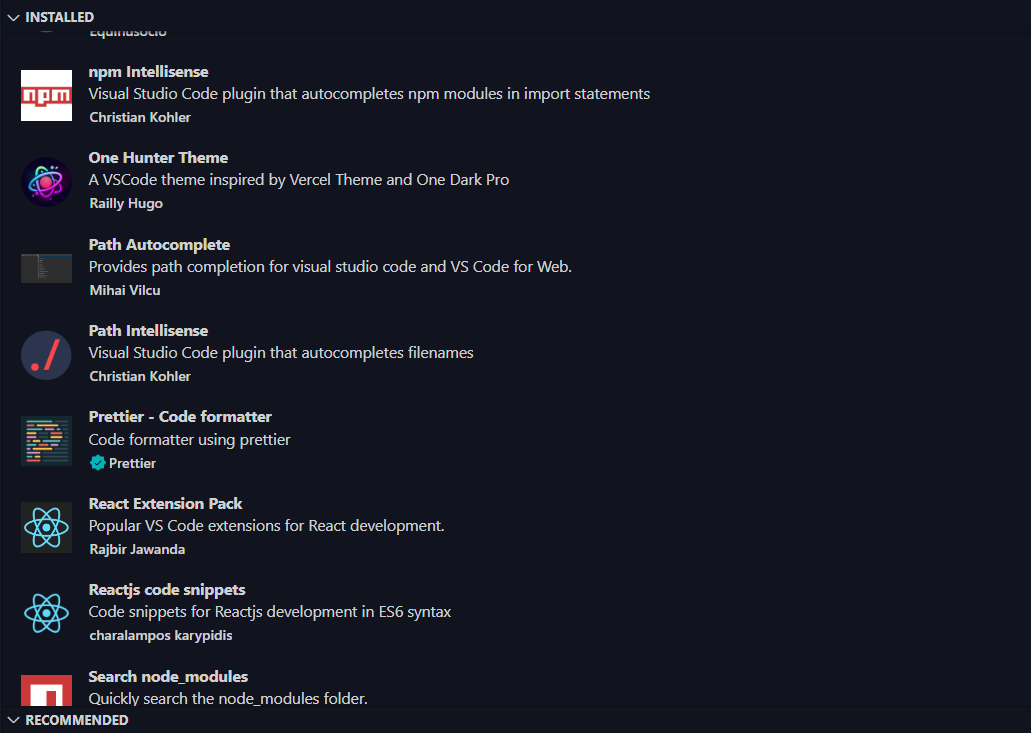 INSTALLED
Equinusocio
npm Intellisense
npm
Visual Studio Code plugin that autocompletes npm modules in import statements
Christian Kohler
One Hunter Theme
A VSCode theme inspired by Vercel Theme and One Dark Pro
Railly Hugo
Path Autocomplete
Provides path completion for visual studio code and VS Code for Web.
Mihai Vilcu
Path Intellisense
./
Visual Studio Code plugin that autocompletes filenames
Christian Kohler
Prettier - Code formatter
Code formatter using prettier
Prettier
React Extension Pack
Popular VS Code extensions for React development.
Rajbir Jawanda
Reactjs code snippets
Code snippets for Reactjs development in ES6 syntax
charalampos karypidis
Search node_modules
Quickly search the node_modules folder.
RECOMMENDED